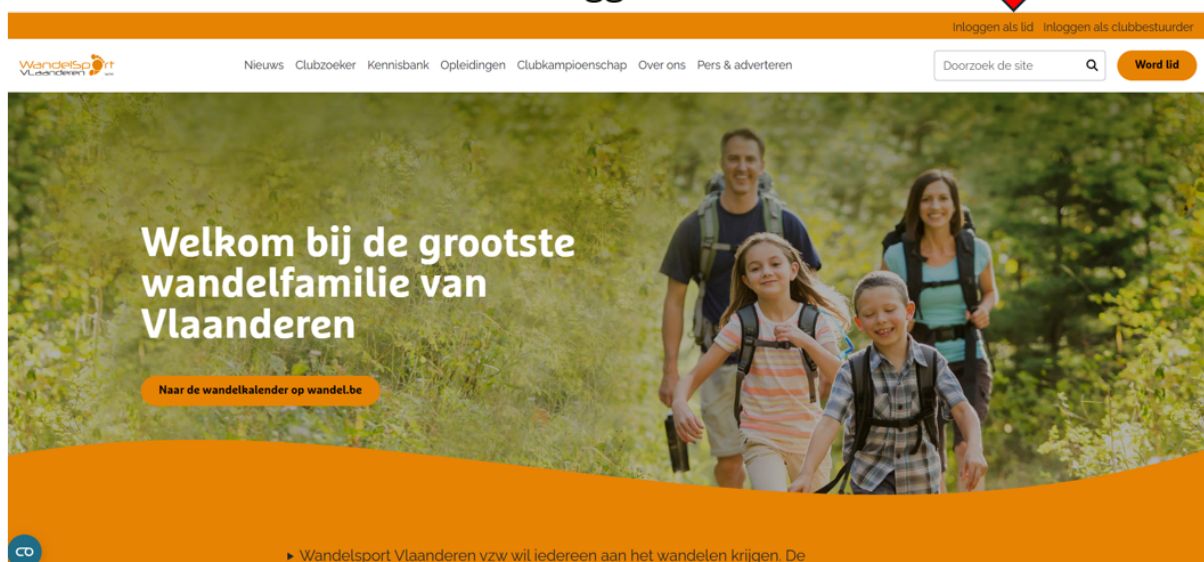 Inloggen als lid Inloggen als clubbestuurder
WandelSport
VLaanderen vzw
Nieuws Clubzoeker Kennisbank Opleidingen Clubkampioenschap Over ons Pers & adverteren
Doorzoek de site
Word lid
Welkom bij de grootste
wandelfamilie van
Vlaanderen
Naar de wandelkalender op wandel.be
▸ Wandelsport Vlaanderen vzw wil iedereen aan het wandelen krijgen. De